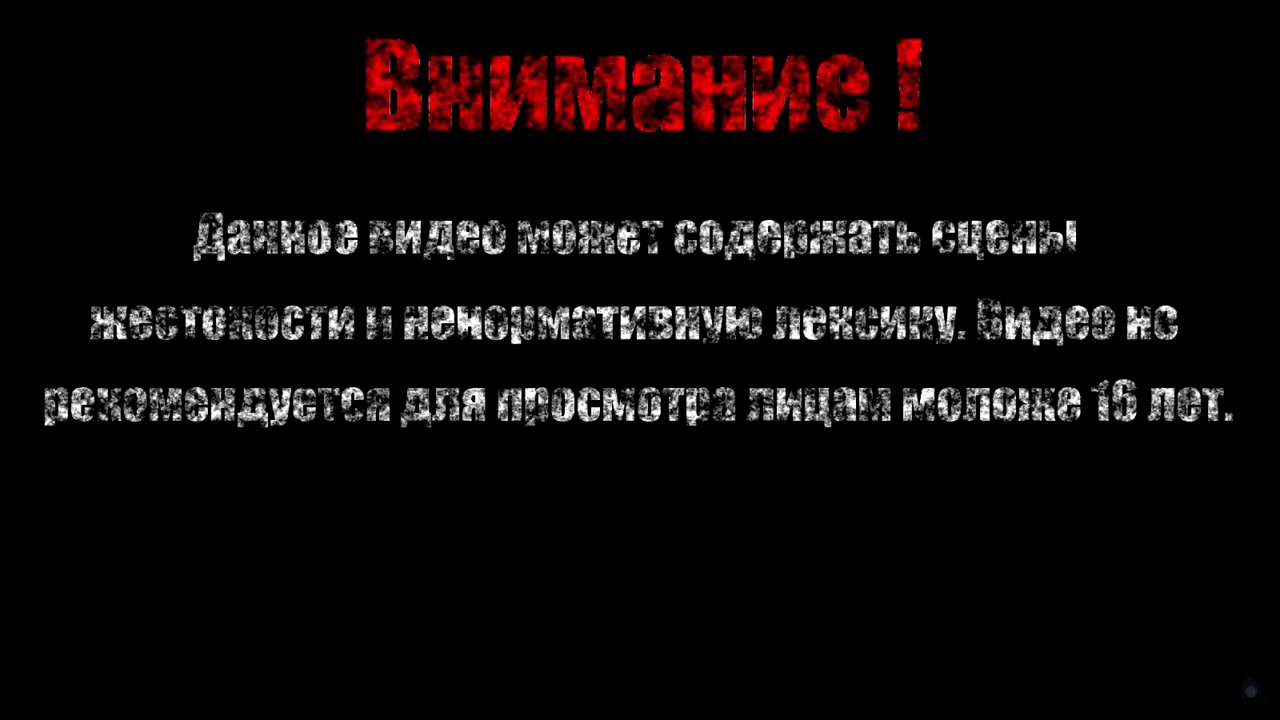 Внимание !
Данное видео может содержать сцены
жестокости и ненормативную лексику. Видео не
рекомендуется для просмотра лицам моложе 16 лет.